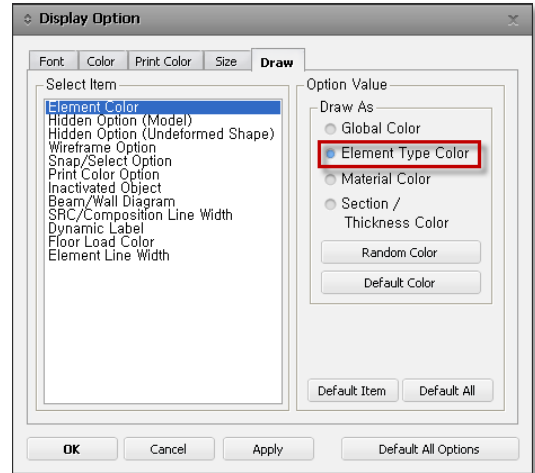 Display Option
Font
Color
Print Color
Size
Draw
Select Item
Element Color
Hidden Option (Model)
Hidden Option (Undeformed Shape)
Wireframe Option
Snap/Select Option
Print Color Option
Inactivated Object
Beam/Wall Diagram
SRC/Composition Line Width
Dynamic Label
Floor Load Color
Element Line Width
Option Value
Draw As
Global Color
Element Type Color
Material Color
Section /
Thickness Color
Random Color
Default Color
Default Item
Default All
OK
Cancel
Apply
Default All Options